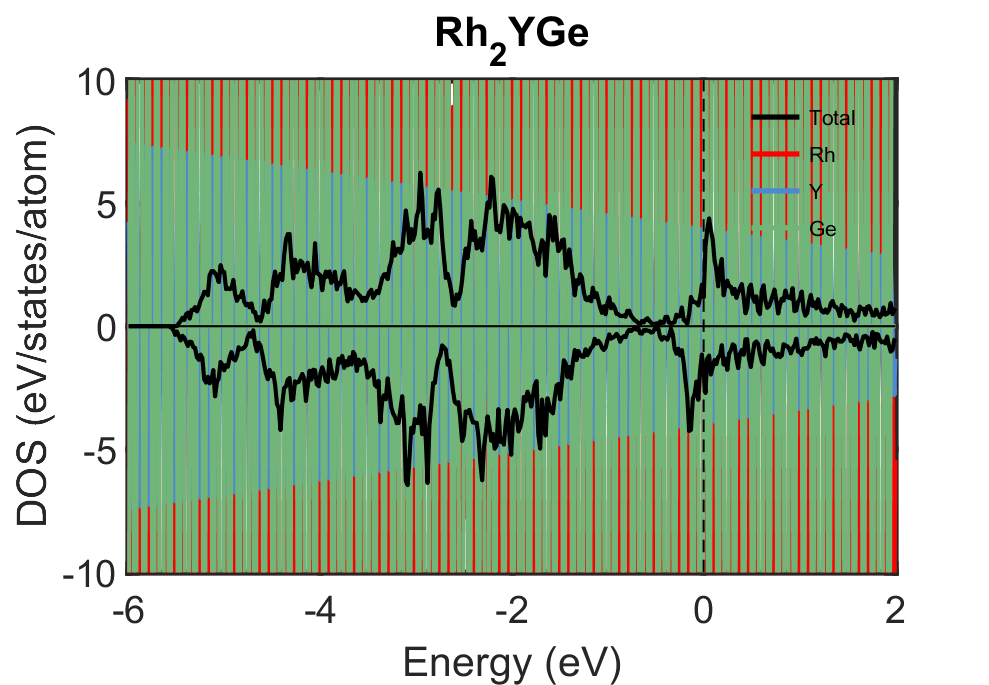 Rh₂YGe
10
5
0
-5
-10
DOS (eV/states/atom)
Total
Rh
Y
Ge
-6 -4 -2 0 2
Energy (eV)